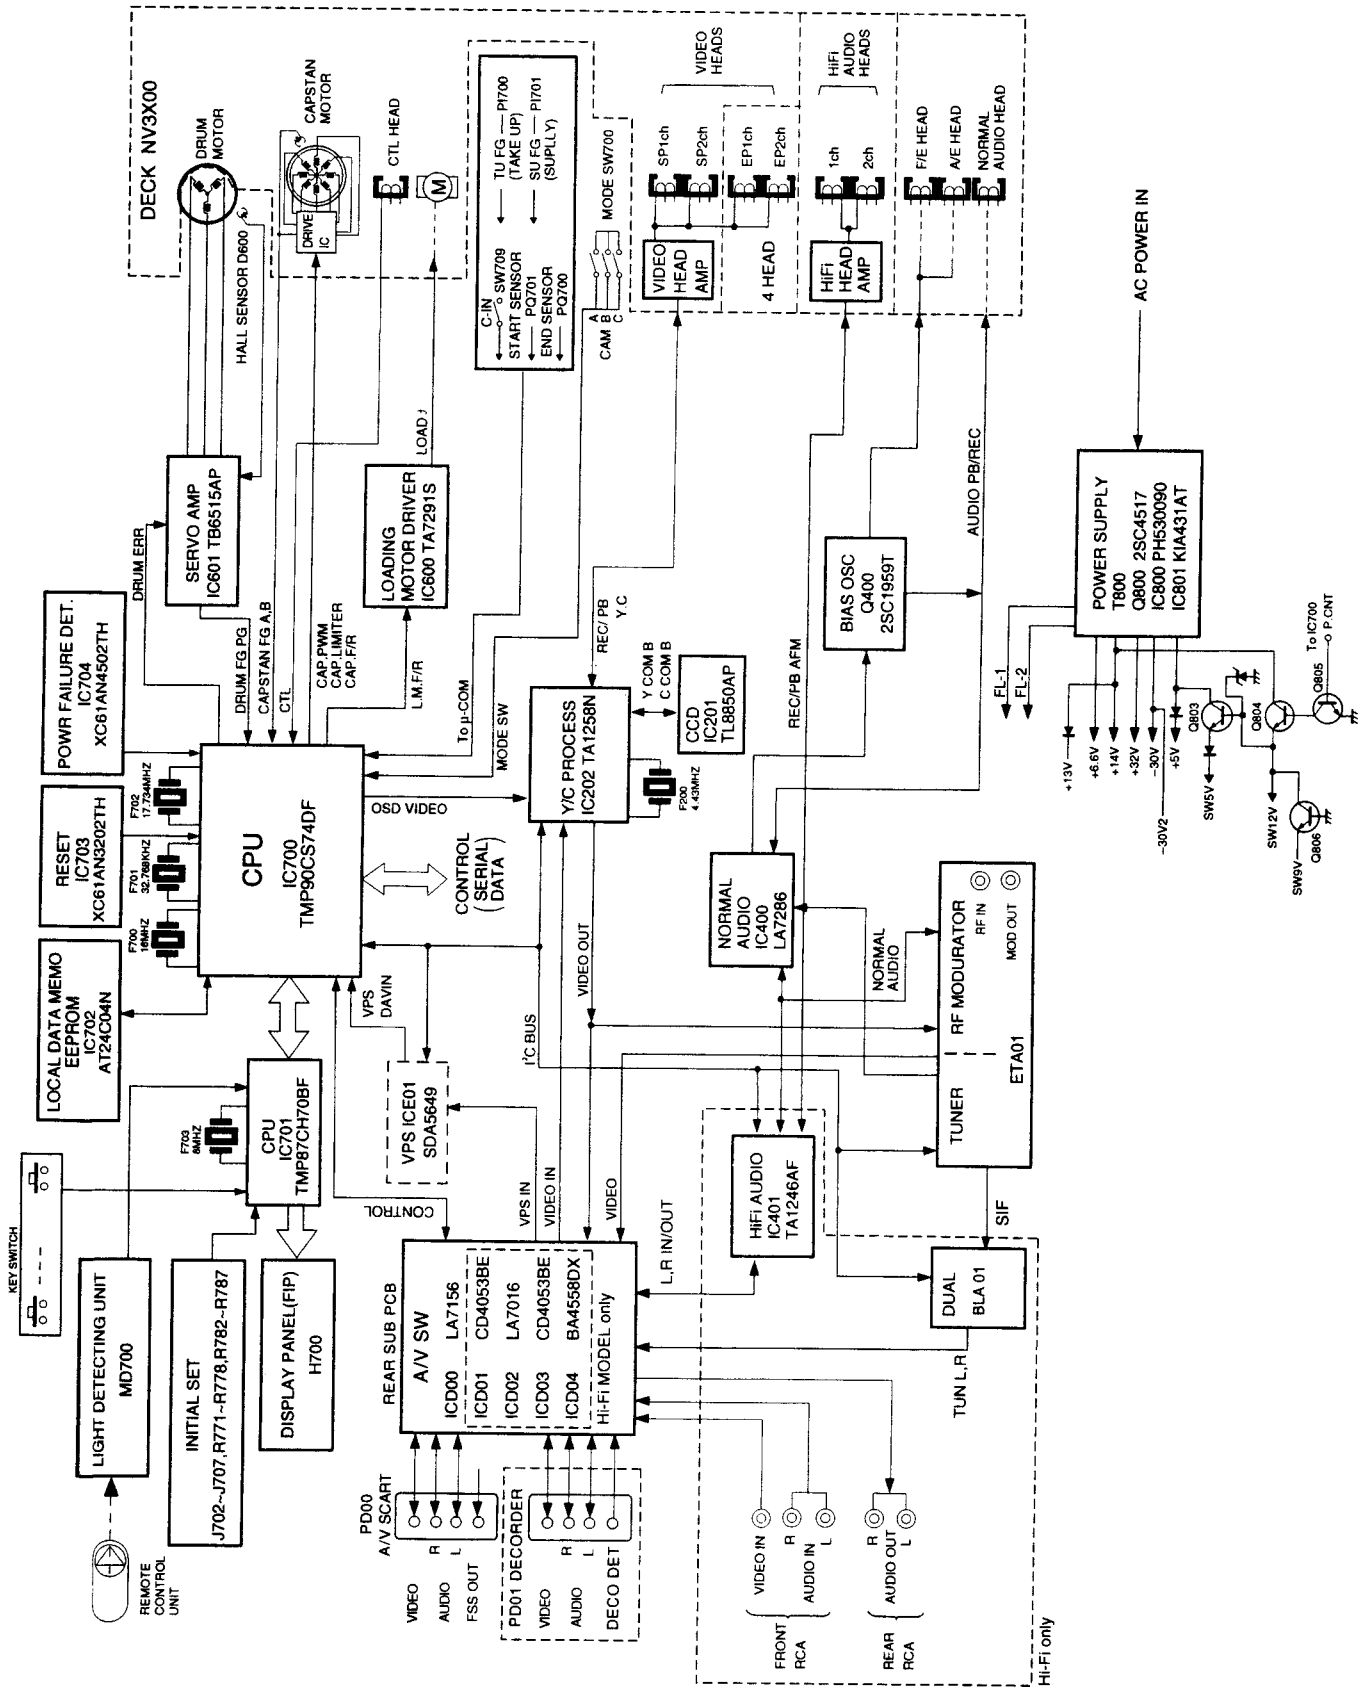 REMOTE
CONTROL
UNIT
LIGHT DETECTING UNIT
MD700
KEY SWITCH
INITIAL SET
J702~J707,R771~R778,R782~R787
DISPLAY PANEL(FIP)
H700
F703
8MHZ
CPU
IC701
TMP87CH70BF
LOCAL DATA MEMO
EEPROM
IC702
AT24C04N
RESET
IC703
XC61AN3202TH
POWR FAILURE DET.
IC704
XC61AN4502TH
F700
16MHZ
F701
32.768KHZ
F702
17.734MHZ
CPU
IC700
TMP90CS74DF
DRUM ERR
SERVO AMP
IC601 TB6515AP
DRUM FG PG
CAPSTAN FG A,B
CTL
CAP.PWM
CAP.LIMITER
CAP.F/R
L.M.F/R
LOADING
MOTOR DRIVER
IC600 TA7291S
HALL SENSOR D600
DECK NV3X00
DRUM
MOTOR
CAPSTAN
MOTOR
DRIVE
IC
CTL HEAD
M
To µ-COM
MODE SW
C-IN
SW709
START SENSOR
PQ701
END SENSOR
PQ700
TU FG
PI700
(TAKE UP)
SU FG
PI701
(SUPLLY)
A
CAM B
C
MODE SW700
OSD VIDEO
CONTROL
(SERIAL
DATA)
VPS
DAVIN
VPS ICE01
SDA5649
CONTROL
REAR SUB PCB
A/V SW
ICD00 LA7156
ICD01 CD4053BE
ICD02 LA7016
ICD03 CD4053BE
ICD04 BA4558DX
Hi-Fi MODEL only
PD00
A/V SCART
VIDEO
R
AUDIO
L
FSS OUT
PD01 DECORDER
VIDEO
R
AUDIO
L
DECO DET
VPS IN
VIDEO IN
VIDEO
I²C BUS
VIDEO OUT
Y/C PROCESS
IC202 TA1258N
REC/ PB
Y.C
Y COM B
C COM B
CCD
IC201
TL8850AP
F200
4.43MHZ
VIDEO
HEAD
AMP
4 HEAD
SP1ch
SP2ch
EP1ch
EP2ch
VIDEO
HEADS
HiFi
HEAD
AMP
1ch
2ch
HiFi
AUDIO
HEADS
F/E HEAD
A/E HEAD
NORMAL
AUDIO HEAD
REC/PB AFM
BIAS OSC
Q400
2SC1959T
AUDIO PB/REC
NORMAL
AUDIO
IC400
LA7286
NORMAL
AUDIO
L,R IN/OUT
HiFi AUDIO
IC401
TA1246AF
TUNER
RF MODURATOR
ETA01
RF IN
MOD OUT
SIF
DUAL
BLA 01
TUN L,R
VIDEO IN
R
AUDIO IN
L
FRONT
RCA
R
AUDIO OUT
L
REAR
RCA
Hi-Fi only
AC POWER IN
POWER SUPPLY
T800
Q800 2SC4517
IC800 PH530090
IC801 KIA431AT
FL-1
FL-2
+13V
+6.6V
+14V
+32V
-30V
-30V2
+5V
Q803
SW5V
Q804
SW12V
To IC700
P.CNT
Q805
SW9V
Q806